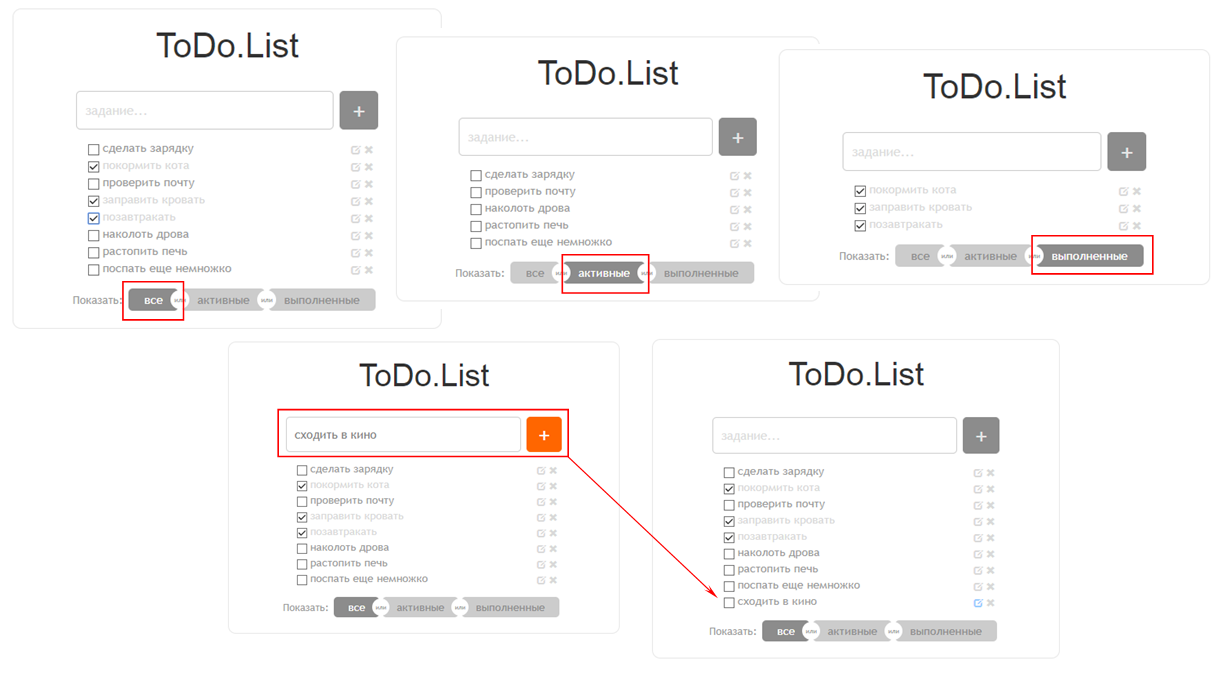 ToDo.List
задание...
+
сделать зарядку
покормить кота
проверить почту
заправить кровать
позавтракать
наколоть дрова
растопить печь
поспать еще немножко
Показать: все или активные или выполненные
ToDo.List
задание...
+
сделать зарядку
проверить почту
наколоть дрова
растопить печь
поспать еще немножко
Показать: все или активные или выполненные
ToDo.List
задание...
+
покормить кота
заправить кровать
позавтракать
Показать: все или активные или выполненные
ToDo.List
сходить в кино
+
сделать зарядку
покормить кота
проверить почту
заправить кровать
позавтракать
наколоть дрова
растопить печь
поспать еще немножко
Показать: все или активные или выполненные
ToDo.List
задание...
+
сделать зарядку
покормить кота
проверить почту
заправить кровать
позавтракать
наколоть дрова
растопить печь
поспать еще немножко
сходить в кино
Показать: все или активные или выполненные